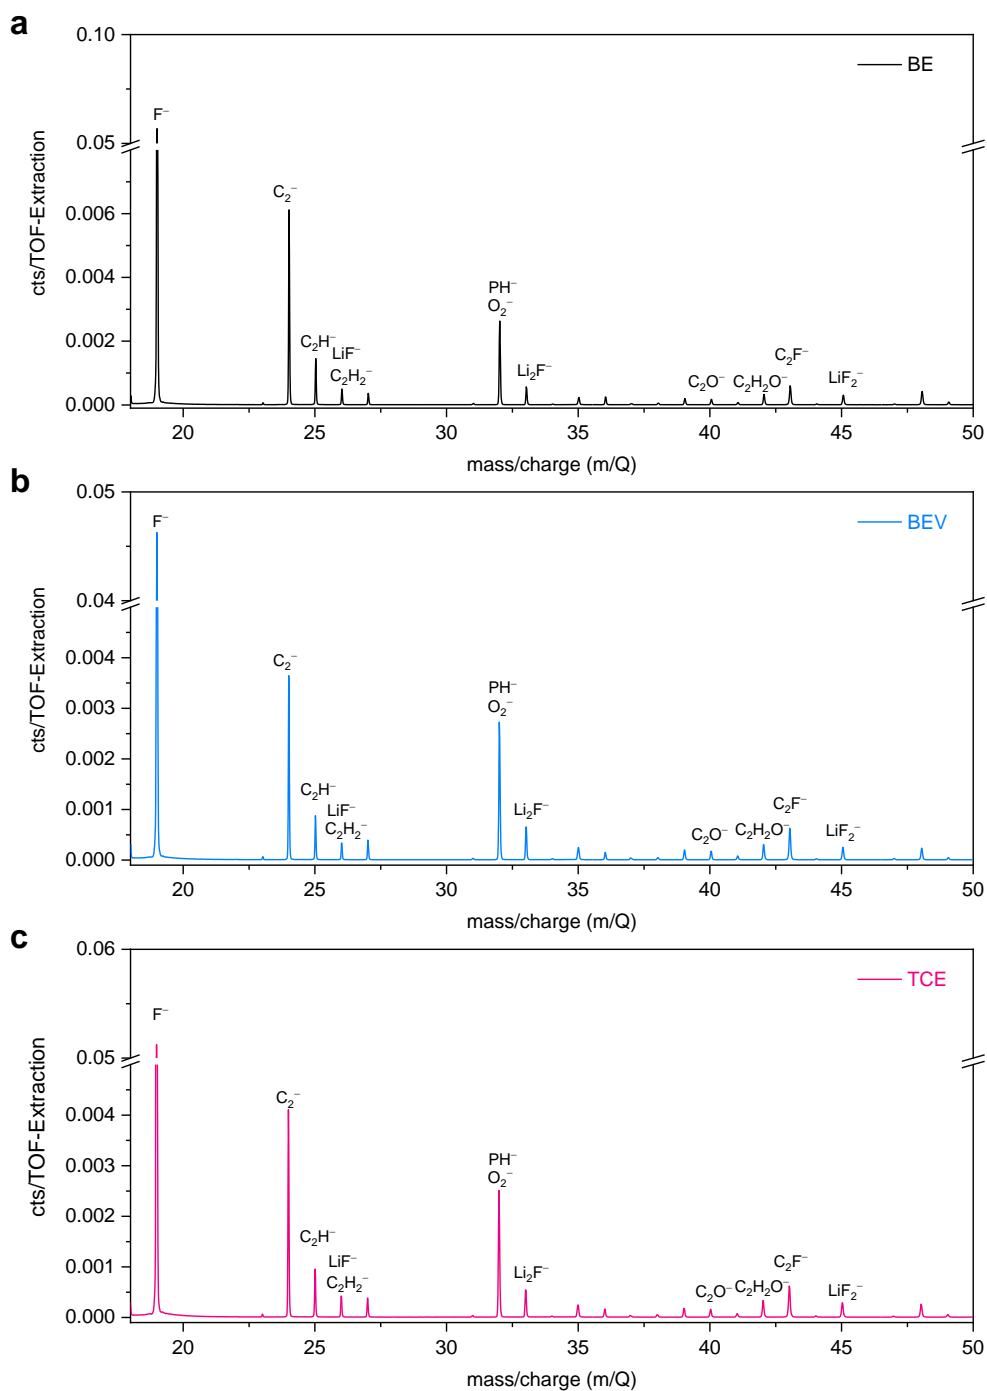 a
0.10
BE
F⁻
0.05
C₂⁻
0.006
cts/TOF-Extraction
PH⁻
O₂⁻
0.004
C₂H⁻ LiF⁻
C₂H₂⁻
0.002
Li₂F⁻
C₂O⁻ C₂H₂O⁻ C₂F⁻ LiF₂⁻
0.000
20 25 30 35 40 45 50
mass/charge (m/Q)
b
0.05
BEV
F⁻
0.04
C₂⁻
0.004
cts/TOF-Extraction
PH⁻
O₂⁻
0.003
0.002
C₂H⁻ LiF⁻
C₂H₂⁻
0.001
Li₂F⁻
C₂O⁻ C₂H₂O⁻ C₂F⁻ LiF₂⁻
0.000
20 25 30 35 40 45 50
mass/charge (m/Q)
c
0.06
TCE
F⁻
0.05
C₂⁻
0.004
cts/TOF-Extraction
PH⁻
O₂⁻
0.003
0.002
C₂H⁻ LiF⁻
C₂H₂⁻
0.001
Li₂F⁻
C₂O⁻ C₂H₂O⁻ C₂F⁻ LiF₂⁻
0.000
20 25 30 35 40 45 50
mass/charge (m/Q)